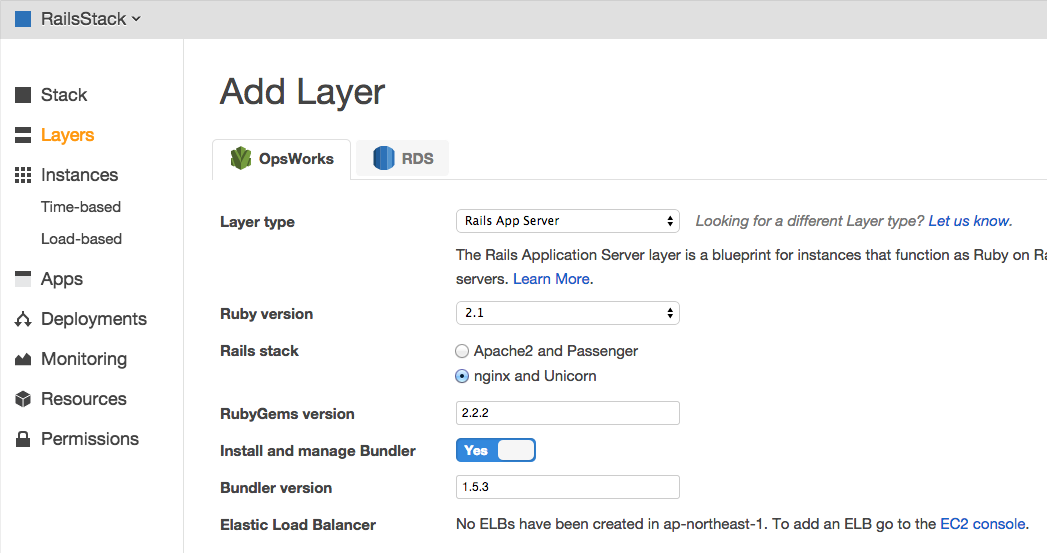 RailsStack
Stack
Layers
Instances
Time-based
Load-based
Apps
Deployments
Monitoring
Resources
Permissions
Add Layer
OpsWorks RDS
Layer type Rails App Server Looking for a different Layer type? Let us know.
The Rails Application Server layer is a blueprint for instances that function as Ruby on Ra
servers. Learn More.
Ruby version 2.1
Rails stack Apache2 and Passenger
nginx and Unicorn
RubyGems version 2.2.2
Install and manage Bundler Yes
Bundler version 1.5.3
Elastic Load Balancer No ELBs have been created in ap-northeast-1. To add an ELB go to the EC2 console.